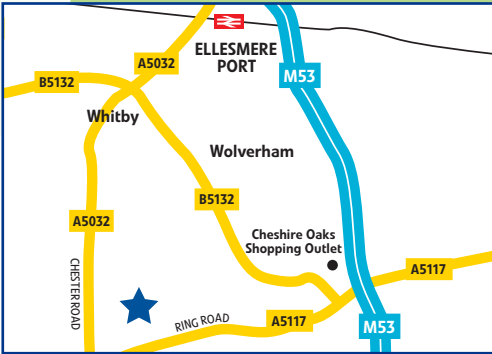 ELLESMERE
PORT
A5032
M53
B5132
Whitby
Wolverham
B5132
A5032
Cheshire Oaks
Shopping Outlet
CHESTER ROAD
A5117
RING ROAD
A5117
M53